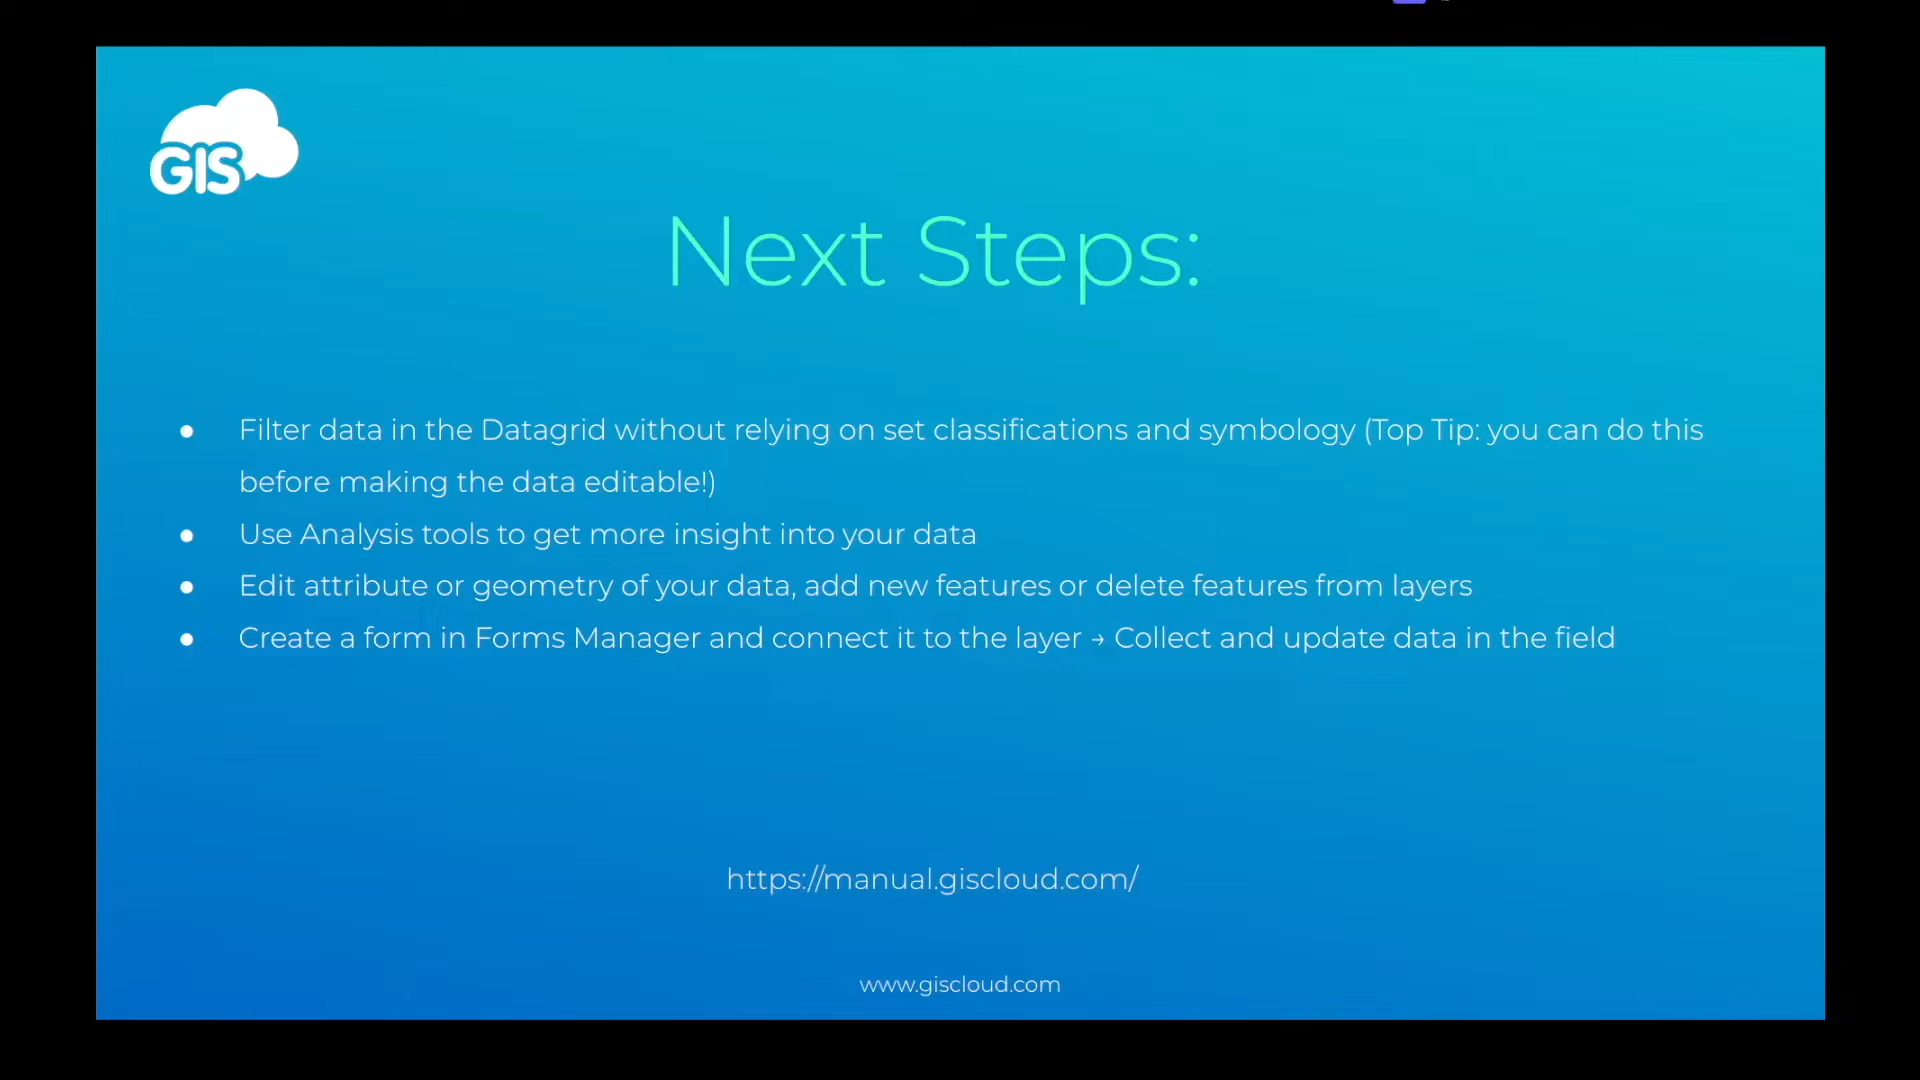 GIS
Next Steps:
● Filter data in the Datagrid without relying on set classifications and symbology (Top Tip: you can do this
before making the data editable!)
● Use Analysis tools to get more insight into your data
● Edit attribute or geometry of your data, add new features or delete features from layers
● Create a form in Forms Manager and connect it to the layer → Collect and update data in the field
https://manual.giscloud.com/
www.giscloud.com